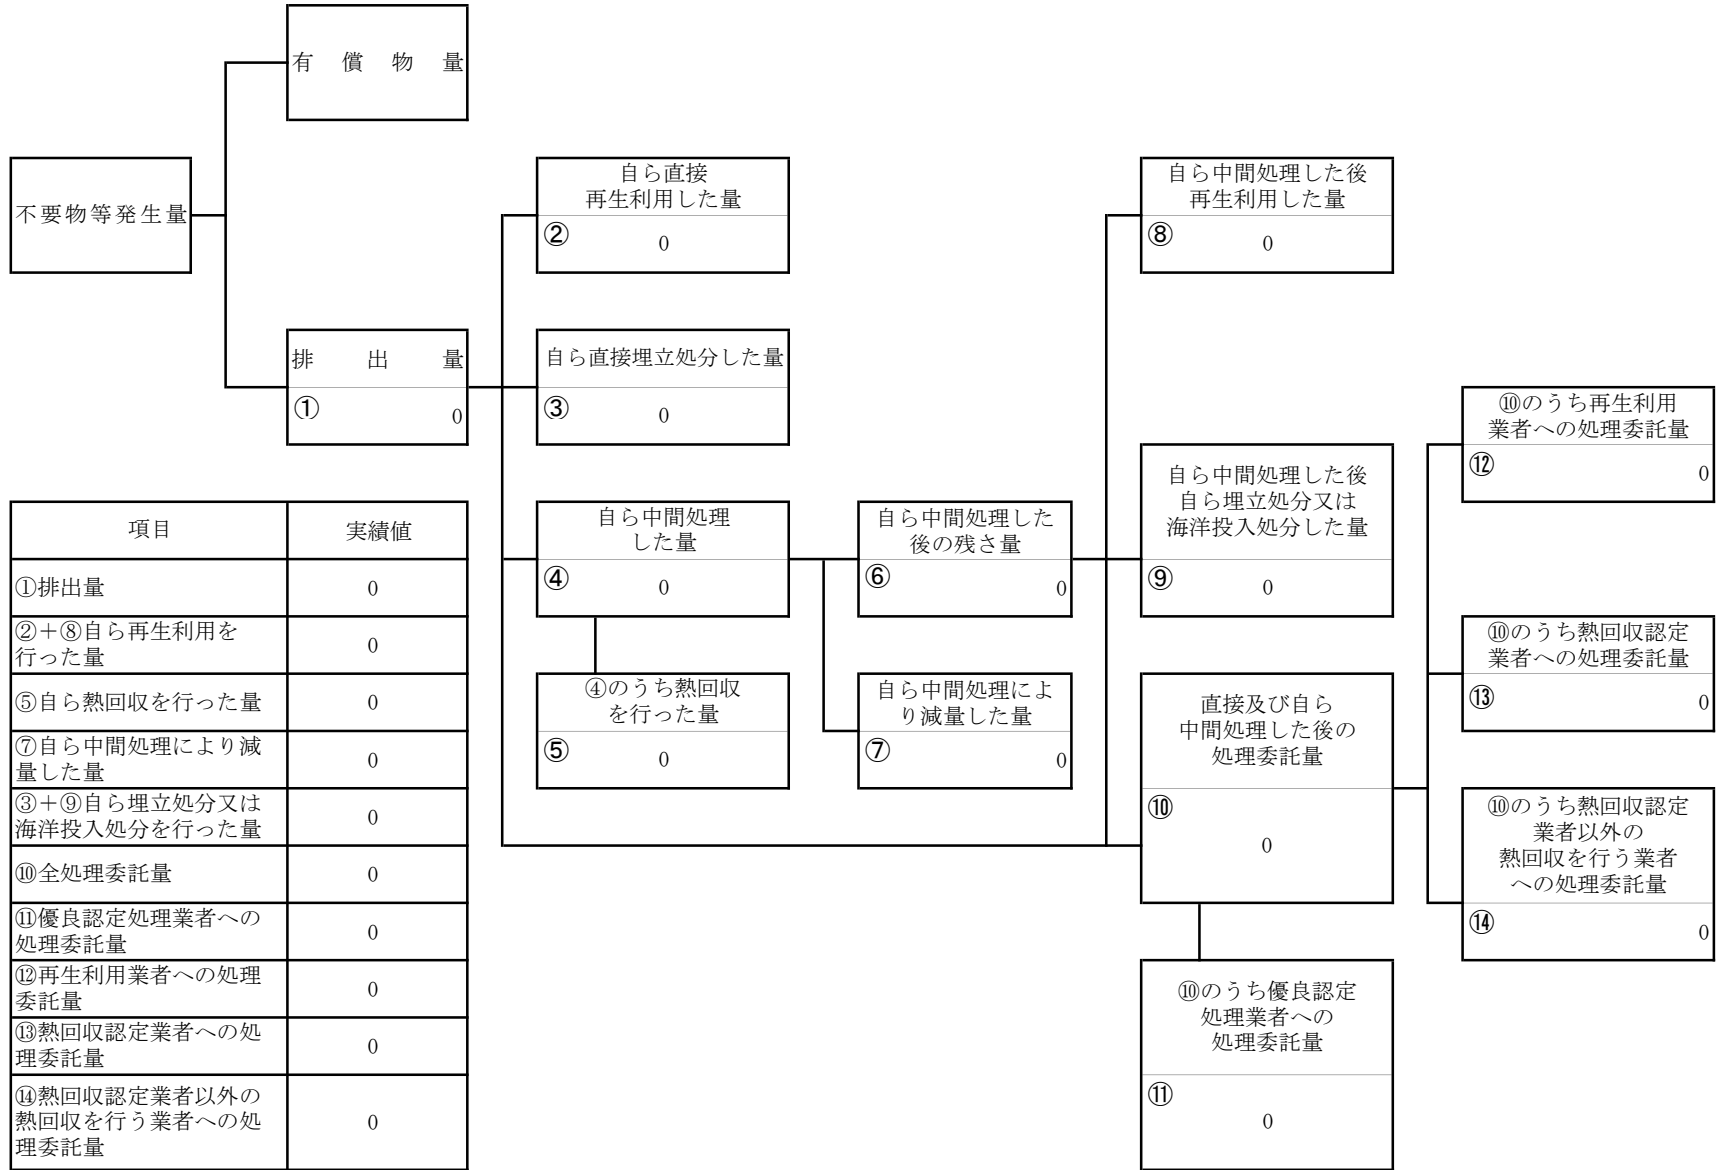 有償物量
不要物等発生量
排出量
①
0
自ら直接
再生利用した量
②
0
自ら直接埋立処分した量
③
0
自ら中間処理
した量
④
0
④のうち熱回収
を行った量
⑤
0
自ら中間処理した
後の残さ量
⑥
0
自ら中間処理によ
り減量した量
⑦
0
自ら中間処理した後
再生利用した量
⑧
0
自ら中間処理した後
自ら埋立処分又は
海洋投入処分した量
⑨
0
直接及び自ら
中間処理した後の
処理委託量
⑩
0
⑩のうち優良認定
処理業者への
処理委託量
⑪
0
⑩のうち再生利用
業者への処理委託量
⑫
0
⑩のうち熱回収認定
業者への処理委託量
⑬
0
⑩のうち熱回収認定
業者以外の
熱回収を行う業者
への処理委託量
⑭
0
項目 実績値
①排出量 0
②+⑧自ら再生利用を
行った量 0
⑤自ら熱回収を行った量 0
⑦自ら中間処理により減
量した量 0
③+⑨自ら埋立処分又は
海洋投入処分を行った量 0
⑩全処理委託量 0
⑪優良認定処理業者への
処理委託量 0
⑫再生利用業者への処理
委託量 0
⑬熱回収認定業者への処
理委託量 0
⑭熱回収認定業者以外の
熱回収を行う業者への処
理委託量 0